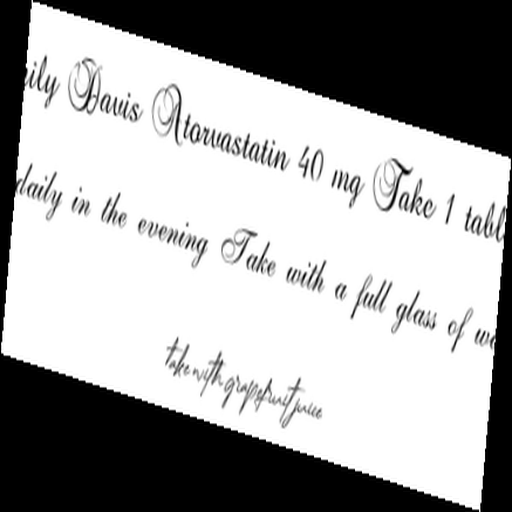 ily Davis Atorvastatin 40 mg Take 1 tabl
daily in the evening Take with a full glass of wa
take with grapefruit juice